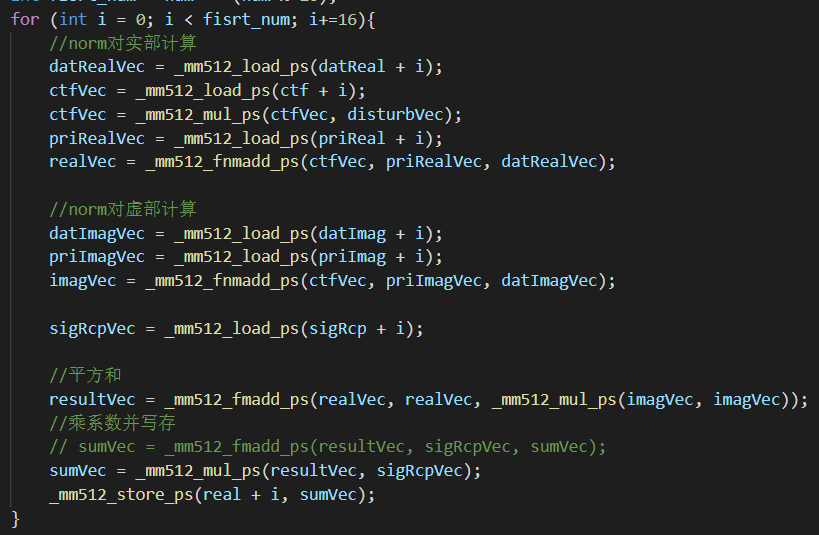 for (int i = 0; i < fisrt_num; i+=16){
//norm对实部计算
datRealVec = _mm512_load_ps(datReal + i);
ctfVec = _mm512_load_ps(ctf + i);
ctfVec = _mm512_mul_ps(ctfVec, disturbVec);
priRealVec = _mm512_load_ps(priReal + i);
realVec = _mm512_fnmadd_ps(ctfVec, priRealVec, datRealVec);
//norm对虚部计算
datImagVec = _mm512_load_ps(datImag + i);
priImagVec = _mm512_load_ps(priImag + i);
imagVec = _mm512_fnmadd_ps(ctfVec, priImagVec, datImagVec);
sigRcpVec = _mm512_load_ps(sigRcp + i);
//平方和
resultVec = _mm512_fmadd_ps(realVec, realVec, _mm512_mul_ps(imagVec, imagVec));
//乘系数并写存
// sumVec = _mm512_fmadd_ps(resultVec, sigRcpVec, sumVec);
sumVec = _mm512_mul_ps(resultVec, sigRcpVec);
_mm512_store_ps(real + i, sumVec);
}